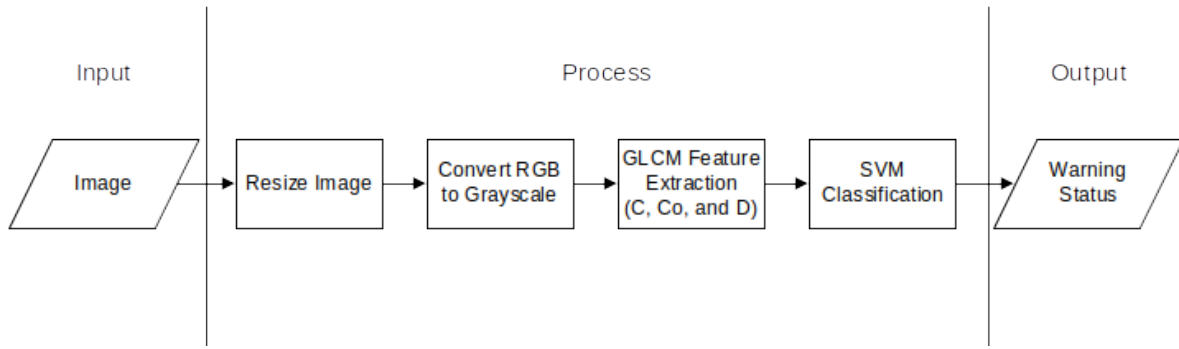 Input
Process
Output
Image
Resize Image
Convert RGB
to Grayscale
GLCM Feature
Extraction
(C, Co, and D)
SVM
Classification
Warning
Status